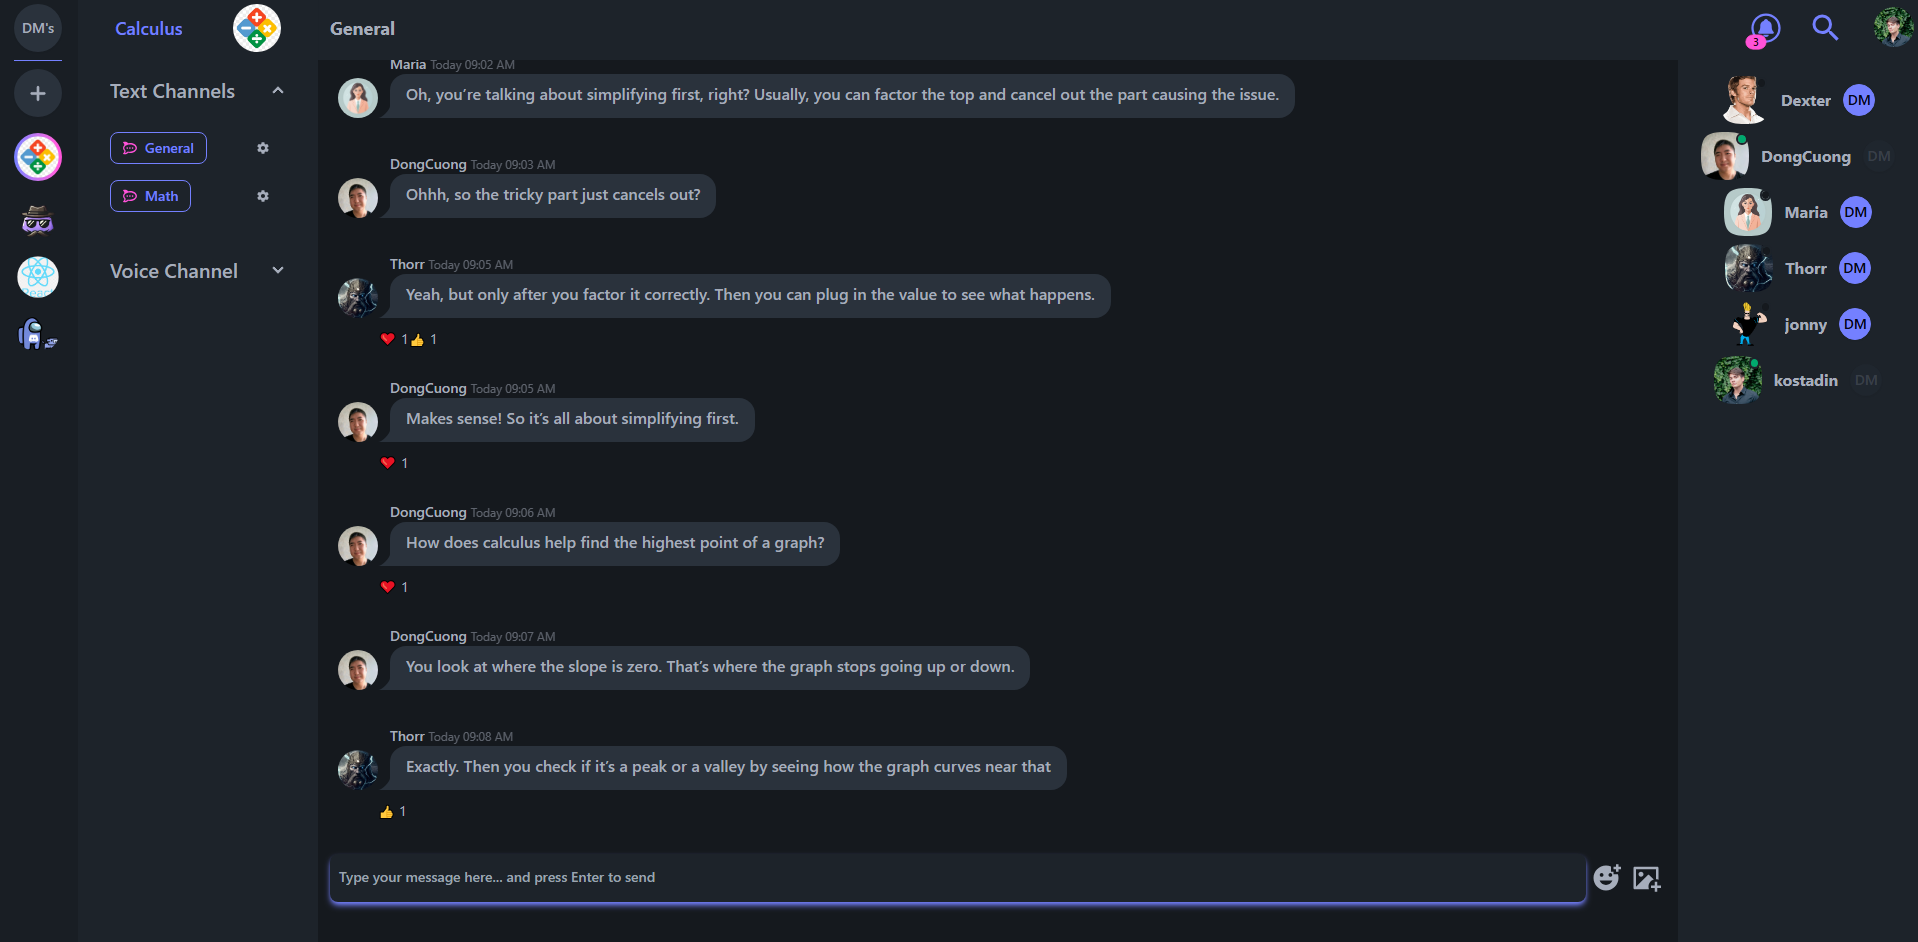 DM's
Calculus
General
3
Text Channels
General
Math
Voice Channel
React
Maria Today 09:02 AM
Oh, you’re talking about simplifying first, right? Usually, you can factor the top and cancel out the part causing the issue.
DongCuong Today 09:03 AM
Ohhh, so the tricky part just cancels out?
Thorr Today 09:05 AM
Yeah, but only after you factor it correctly. Then you can plug in the value to see what happens.
1 1
DongCuong Today 09:05 AM
Makes sense! So it’s all about simplifying first.
1
DongCuong Today 09:06 AM
How does calculus help find the highest point of a graph?
1
DongCuong Today 09:07 AM
You look at where the slope is zero. That’s where the graph stops going up or down.
Thorr Today 09:08 AM
Exactly. Then you check if it’s a peak or a valley by seeing how the graph curves near that
1
Type your message here... and press Enter to send
Dexter DM
DongCuong DM
Maria DM
Thorr DM
jonny DM
kostadin DM